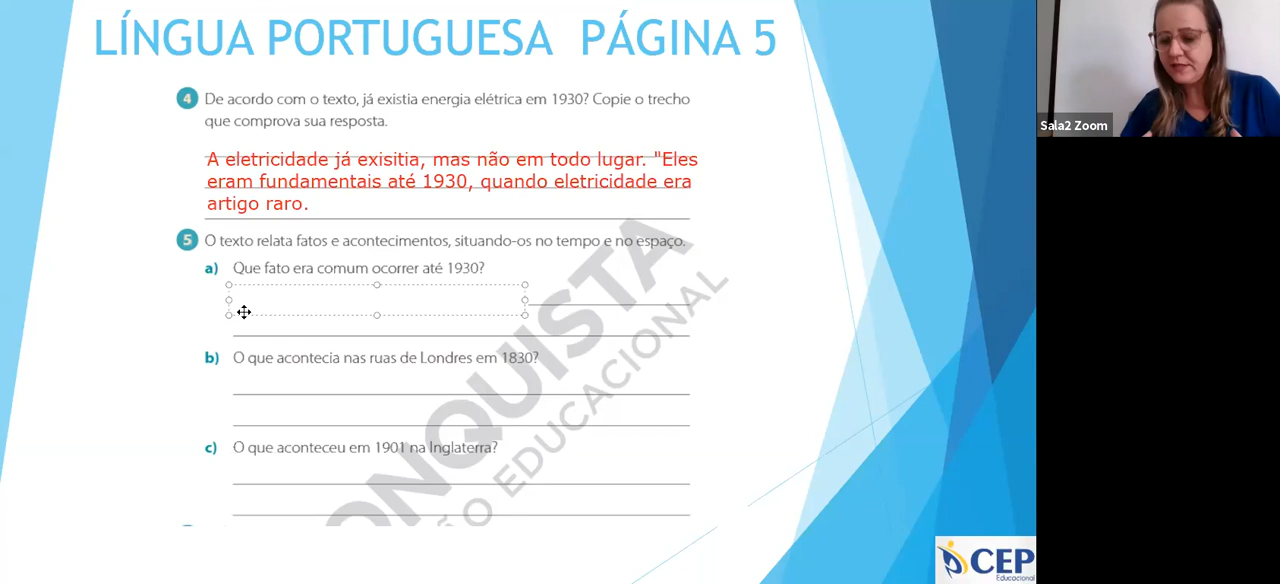 LÍNGUA PORTUGUESA PÁGINA 5
Sala2 Zoom
4 De acordo com o texto, já existia energia elétrica em 1930? Copie o trecho
que comprova sua resposta.
A eletricidade já exisitia, mas não em todo lugar. "Eles
eram fundamentais até 1930, quando eletricidade era
artigo raro.
5 O texto relata fatos e acontecimentos, situando-os no tempo e no espaço.
a) Que fato era comum ocorrer até 1930?
b) O que acontecia nas ruas de Londres em 1830?
c) O que aconteceu em 1901 na Inglaterra?
ONQUISTA
ÃO EDUCACIONAL
CEP
Educacional